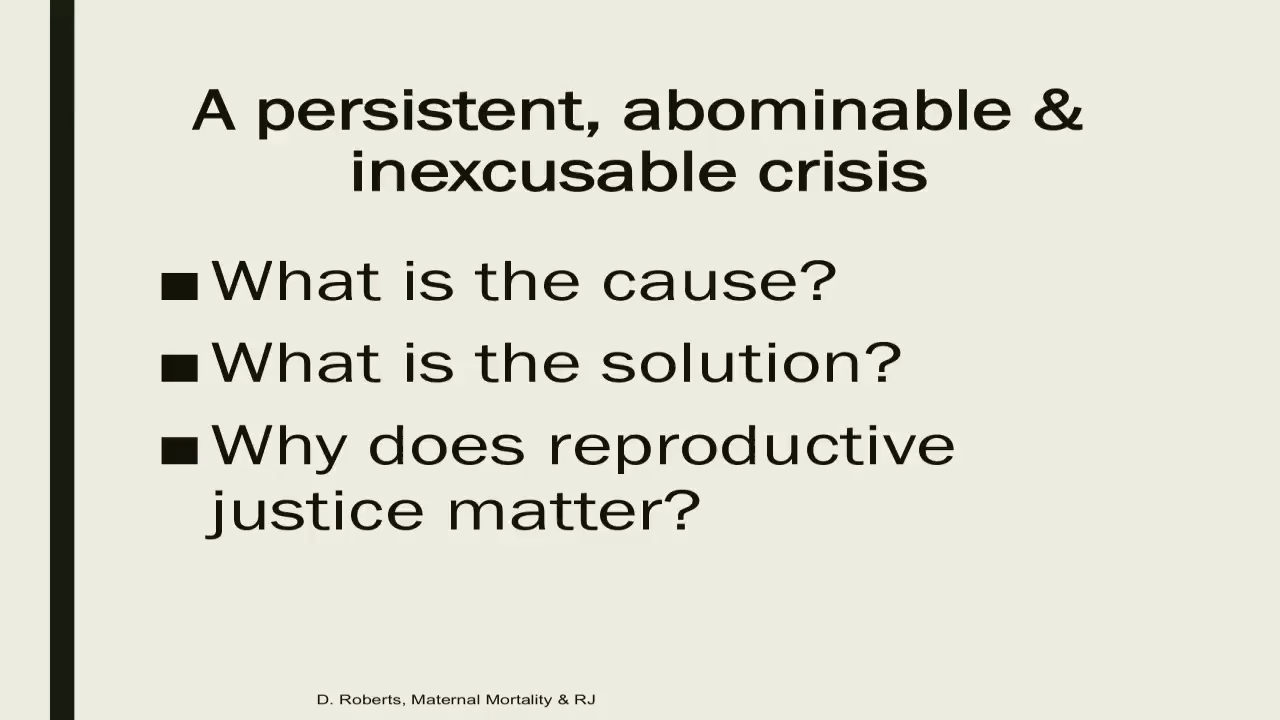 A persistent, abominable &
inexcusable crisis
What is the cause?
What is the solution?
Why does reproductive
justice matter?
D. Roberts, Maternal Mortality & RJ